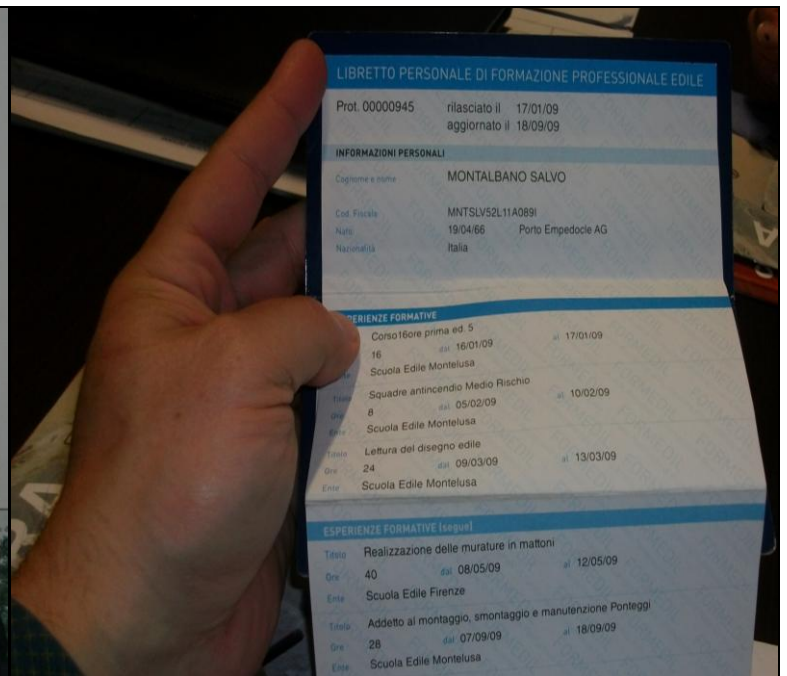 LIBRETTO PERSONALE DI FORMAZIONE PROFESSIONALE EDILE
Prot. 00000945 rilasciato il 17/01/09
aggiornato il 18/09/09
INFORMAZIONI PERSONALI
Cognome e nome MONTALBANO SALVO
Cod. Fiscale MNTSLV52L11A089I
Nat 19/04/66 Porto Empedocle AG
Nazionalità Italia
ESPERIENZE FORMATIVE
Corso16ore prima ed. 5
16 dal 16/01/09 al 17/01/09
Scuola Edile Montelusa
Titolo Squadre antincendio Medio Rischio
Ore 8 dal 05/02/09 al 10/02/09
Ente Scuola Edile Montelusa
Titolo Lettura del disegno edile
Ore 24 dal 09/03/09 al 13/03/09
Ente Scuola Edile Montelusa
ESPERIENZE FORMATIVE (segue)
Titolo Realizzazione delle murature in mattoni
Ore 40 dal 08/05/09 al 12/05/09
Ente Scuola Edile Firenze
Titolo Addetto al montaggio, smontaggio e manutenzione Ponteggi
Ore 28 dal 07/09/09 al 18/09/09
Ente Scuola Edile Montelusa